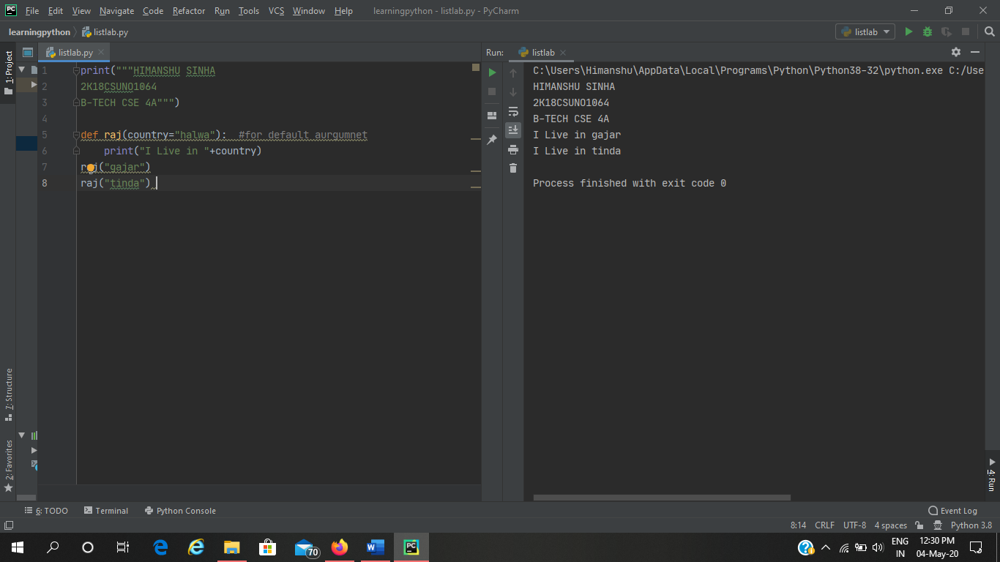 File Edit View Navigate Code Refactor Run Tools VCS Window Help learningpython - listlab.py - PyCharm
learningpython listlab.py listlab
1: Project
listlab.py
Run: listlab
1 print("""HIMANSHU SINHA
2 2K18CSUNO1064
3 B-TECH CSE 4A""")
4
5 def raj(country="halwa"): #for default aurgumnet
6 print("I Live in "+country)
7 raj("gajar")
8 raj("tinda")
C:\Users\Himanshu\AppData\Local\Programs\Python\Python38-32\python.exe C:/Use
HIMANSHU SINHA
2K18CSUNO1064
B-TECH CSE 4A
I Live in gajar
I Live in tinda
Process finished with exit code 0
7: Structure
2: Favorites
4: Run
6: TODO Terminal Python Console Event Log
8:14 CRLF UTF-8 4 spaces Python 3.8
70 PC ENG 12:30 PM
IN 04-May-20